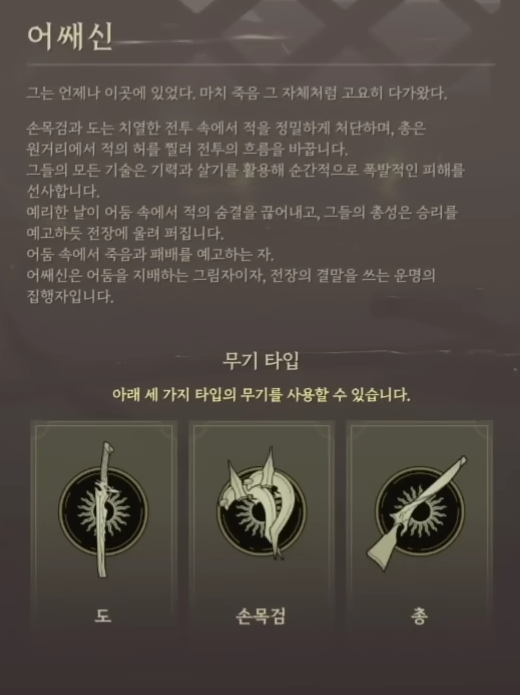 어쌔신
그는 언제나 이곳에 있었다. 마치 죽음 그 자체처럼 고요히 다가왔다.
손목검과 도는 치열한 전투 속에서 적을 정밀하게 처단하며, 총은
원거리에서 적의 허를 찔러 전투의 흐름을 바꿉니다.
그들의 모든 기술은 기력과 살기를 활용해 순간적으로 폭발적인 피해를
선사합니다.
예리한 날이 어둠 속에서 적의 숨결을 끊어내고, 그들의 총성은 승리를
예고하듯 전장에 울려 퍼집니다.
어둠 속에서 죽음과 패배를 예고하는 자.
어쌔신은 어둠을 지배하는 그림자이자, 전장의 결말을 쓰는 운명의
집행자입니다.
무기 타입
아래 세 가지 타입의 무기를 사용할 수 있습니다.
도
손목검
총